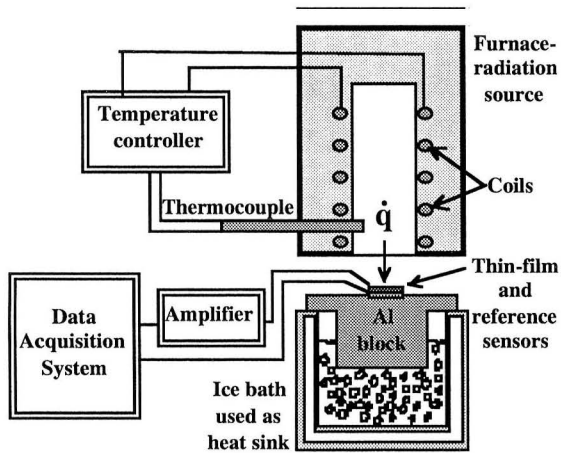 Furnace-
radiation
source
Temperature
controller
Coils
Thermocouple
q̇
Thin-film
and
reference
sensors
Amplifier
Data
Acquisition
System
Al
block
Ice bath
used as
heat sink